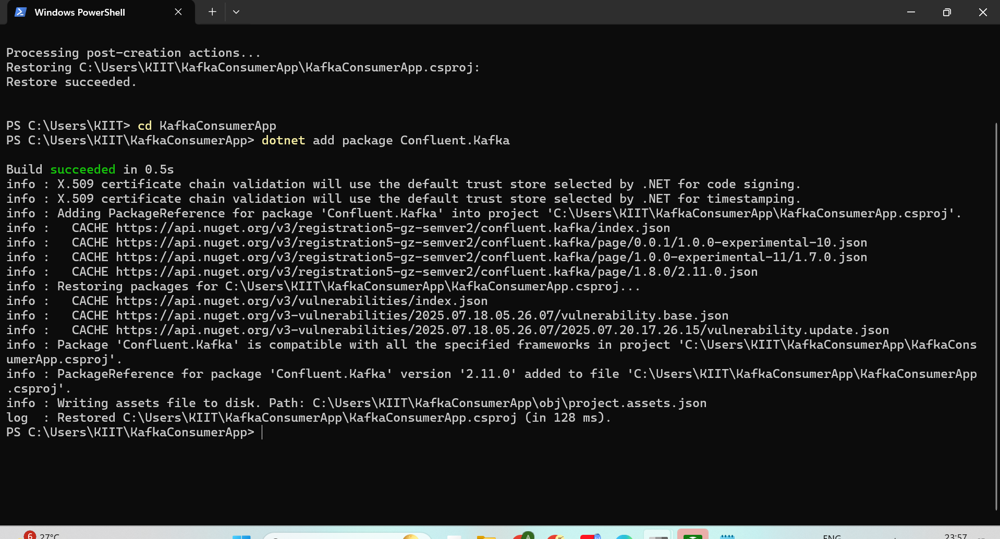 Windows PowerShell
Processing post-creation actions...
Restoring C:\Users\KIIT\KafkaConsumerApp\KafkaConsumerApp.csproj:
Restore succeeded.
PS C:\Users\KIIT> cd KafkaConsumerApp
PS C:\Users\KIIT\KafkaConsumerApp> dotnet add package Confluent.Kafka
Build succeeded in 0.5s
info : X.509 certificate chain validation will use the default trust store selected by .NET for code signing.
info : X.509 certificate chain validation will use the default trust store selected by .NET for timestamping.
info : Adding PackageReference for package 'Confluent.Kafka' into project 'C:\Users\KIIT\KafkaConsumerApp\KafkaConsumerApp.csproj'.
info :   CACHE https://api.nuget.org/v3/registration5-gz-semver2/confluent.kafka/index.json
info :   CACHE https://api.nuget.org/v3/registration5-gz-semver2/confluent.kafka/page/0.0.1/1.0.0-experimental-10.json
info :   CACHE https://api.nuget.org/v3/registration5-gz-semver2/confluent.kafka/page/1.0.0-experimental-11/1.7.0.json
info :   CACHE https://api.nuget.org/v3/registration5-gz-semver2/confluent.kafka/page/1.8.0/2.11.0.json
info : Restoring packages for C:\Users\KIIT\KafkaConsumerApp\KafkaConsumerApp.csproj...
info :   CACHE https://api.nuget.org/v3/vulnerabilities/index.json
info :   CACHE https://api.nuget.org/v3-vulnerabilities/2025.07.18.05.26.07/vulnerability.base.json
info :   CACHE https://api.nuget.org/v3-vulnerabilities/2025.07.18.05.26.07/2025.07.20.17.26.15/vulnerability.update.json
info : Package 'Confluent.Kafka' is compatible with all the specified frameworks in project 'C:\Users\KIIT\KafkaConsumerApp\KafkaCons
umerApp.csproj'.
info : PackageReference for package 'Confluent.Kafka' version '2.11.0' added to file 'C:\Users\KIIT\KafkaConsumerApp\KafkaConsumerApp
.csproj'.
info : Writing assets file to disk. Path: C:\Users\KIIT\KafkaConsumerApp\obj\project.assets.json
log  : Restored C:\Users\KIIT\KafkaConsumerApp\KafkaConsumerApp.csproj (in 128 ms).
PS C:\Users\KIIT\KafkaConsumerApp>
6 27°C ENG 23:57